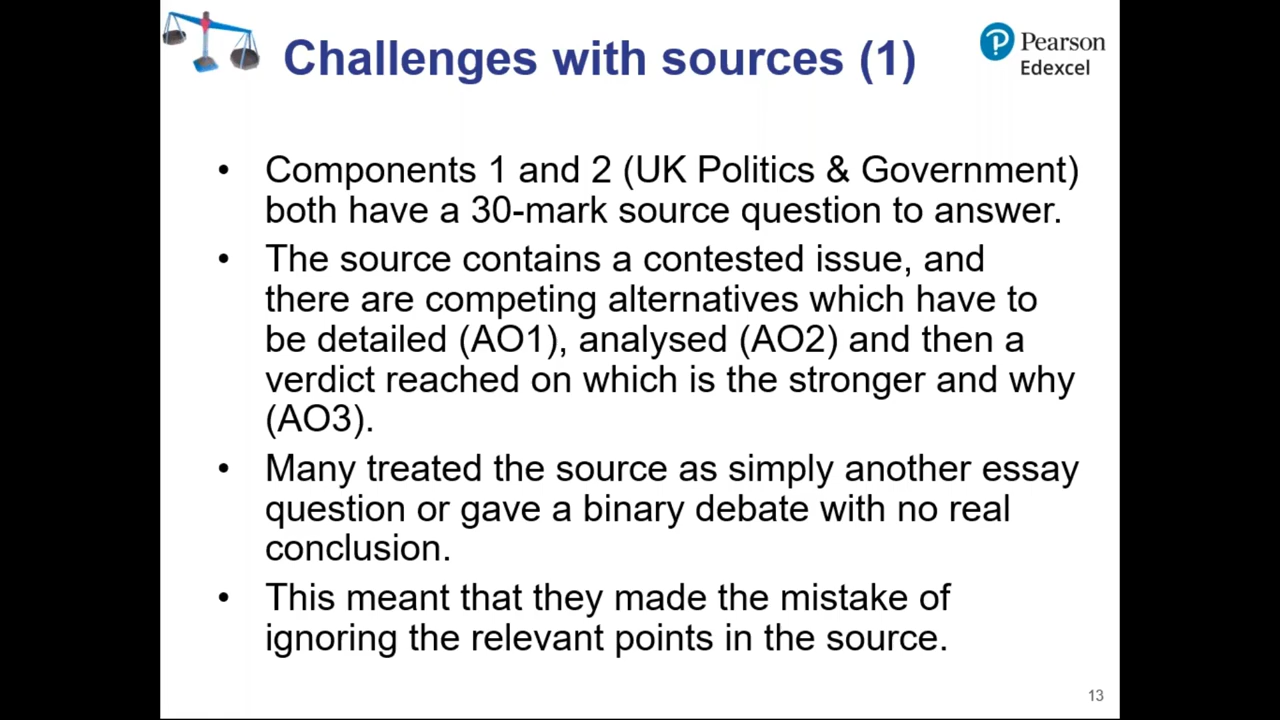 Challenges with sources (1)
Pearson
Edexcel
• Components 1 and 2 (UK Politics & Government)
both have a 30-mark source question to answer.
• The source contains a contested issue, and
there are competing alternatives which have to
be detailed (AO1), analysed (AO2) and then a
verdict reached on which is the stronger and why
(AO3).
• Many treated the source as simply another essay
question or gave a binary debate with no real
conclusion.
• This meant that they made the mistake of
ignoring the relevant points in the source.
13